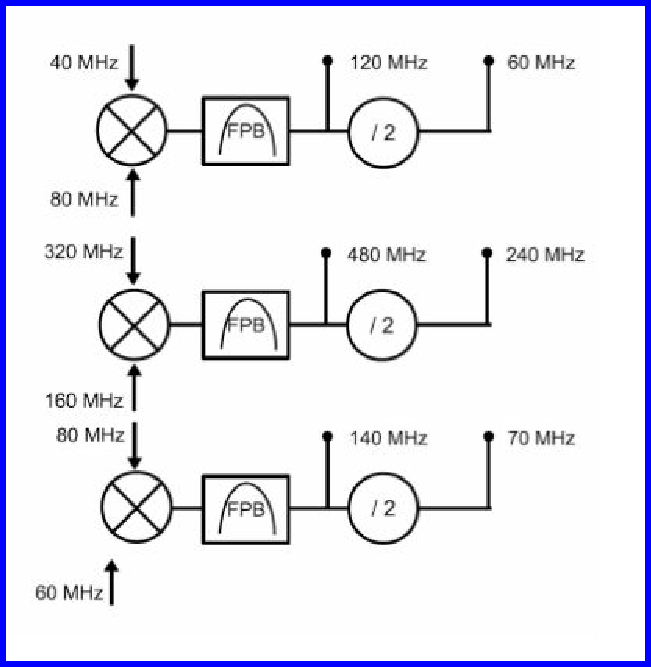 40 MHz
120 MHz
60 MHz
FPB
/ 2
80 MHz
320 MHz
480 MHz
240 MHz
FPB
/ 2
160 MHz
80 MHz
140 MHz
70 MHz
FPB
/ 2
60 MHz